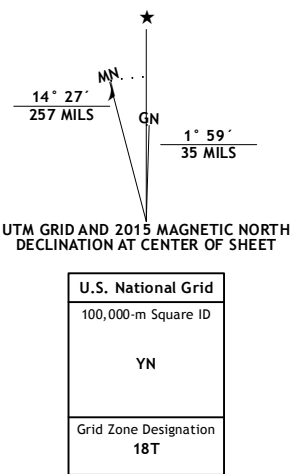 ★
MN
14° 27´
257 MILS
GN
1° 59´
35 MILS
UTM GRID AND 2015 MAGNETIC NORTH
DECLINATION AT CENTER OF SHEET
U.S. National Grid
100,000-m Square ID
YN
Grid Zone Designation
18T